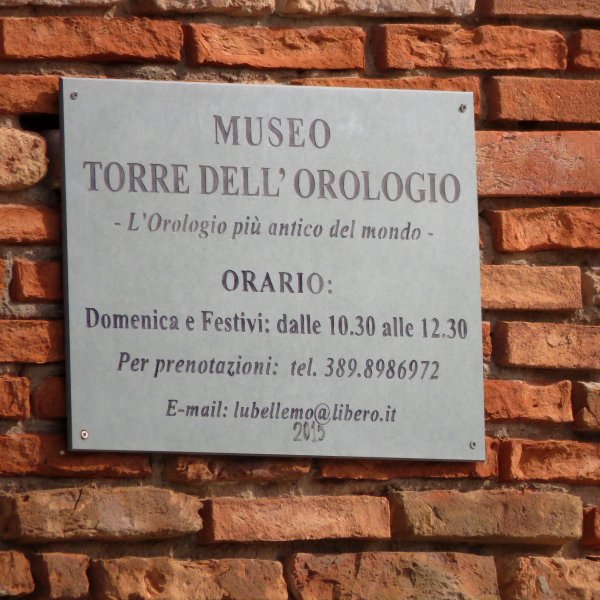 MUSEO
TORRE DELL' OROLOGIO
- L'Orologio più antico del mondo -
ORARIO:
Domenica e Festivi: dalle 10.30 alle 12.30
Per prenotazioni: tel. 389.8986972
E-mail: lubellemo@libero.it
2015